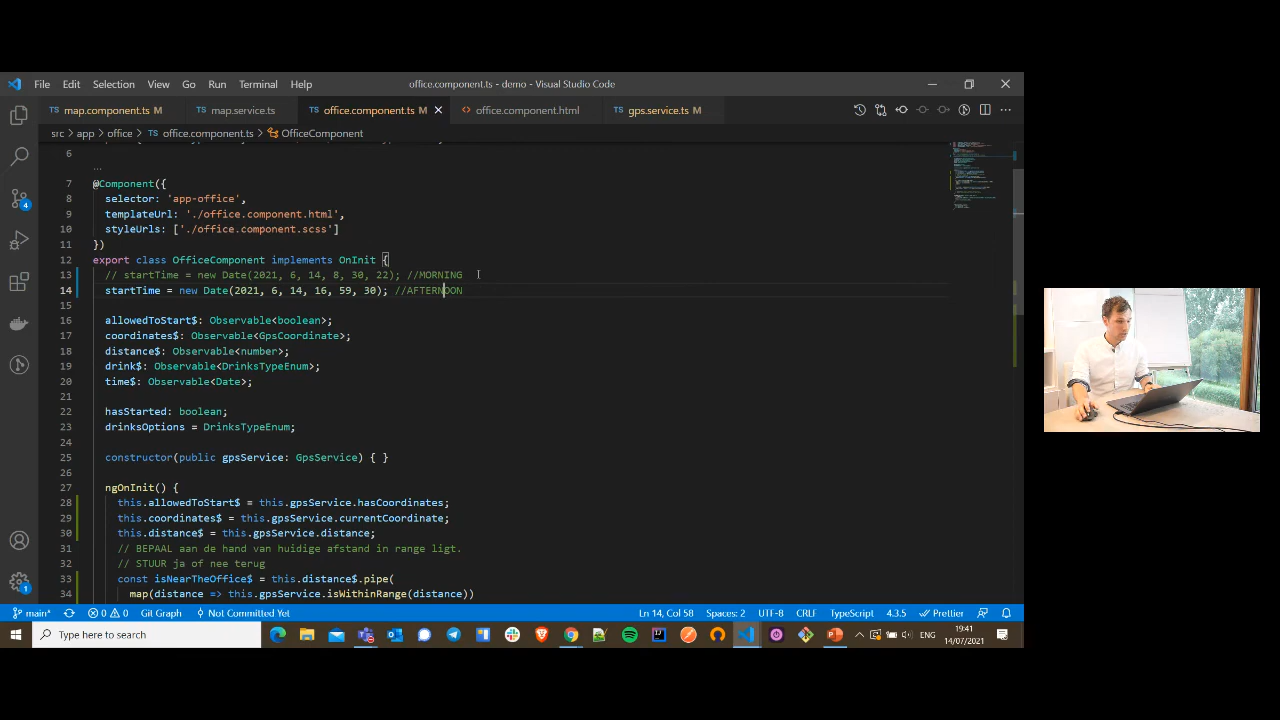 File Edit Selection View Go Run Terminal Help office.component.ts - demo - Visual Studio Code
TS map.component.ts M TS map.service.ts TS office.component.ts M <> office.component.html TS gps.service.ts M
src > app > office > TS office.component.ts > OfficeComponent
6
7 @Component({
8 selector: 'app-office',
9 templateUrl: './office.component.html',
10 styleUrls: ['./office.component.scss']
11 })
12 export class OfficeComponent implements OnInit {
13 // startTime = new Date(2021, 6, 14, 8, 30, 22); //MORNING
14 startTime = new Date(2021, 6, 14, 16, 59, 30); //AFTERNOON
15
16 allowedToStart$: Observable<boolean>;
17 coordinates$: Observable<GpsCoordinate>;
18 distance$: Observable<number>;
19 drink$: Observable<DrinksTypeEnum>;
20 time$: Observable<Date>;
21
22 hasStarted: boolean;
23 drinksOptions = DrinksTypeEnum;
24
25 constructor(public gpsService: GpsService) { }
26
27 ngOnInit() {
28 this.allowedToStart$ = this.gpsService.hasCoordinates;
29 this.coordinates$ = this.gpsService.currentCoordinate;
30 this.distance$ = this.gpsService.distance;
31 // BEPAAL aan de hand van huidige afstand in range ligt.
32 // STUUR ja of nee terug
33 const isNearTheOffice$ = this.distance$.pipe(
34 map(distance => this.gpsService.isWithinRange(distance))
4
1
main* 0 0 Git Graph Not Committed Yet Ln 14, Col 58 Spaces: 2 UTF-8 CRLF TypeScript 4.3.5 Prettier
Type here to search ENG 19:41
14/07/2021